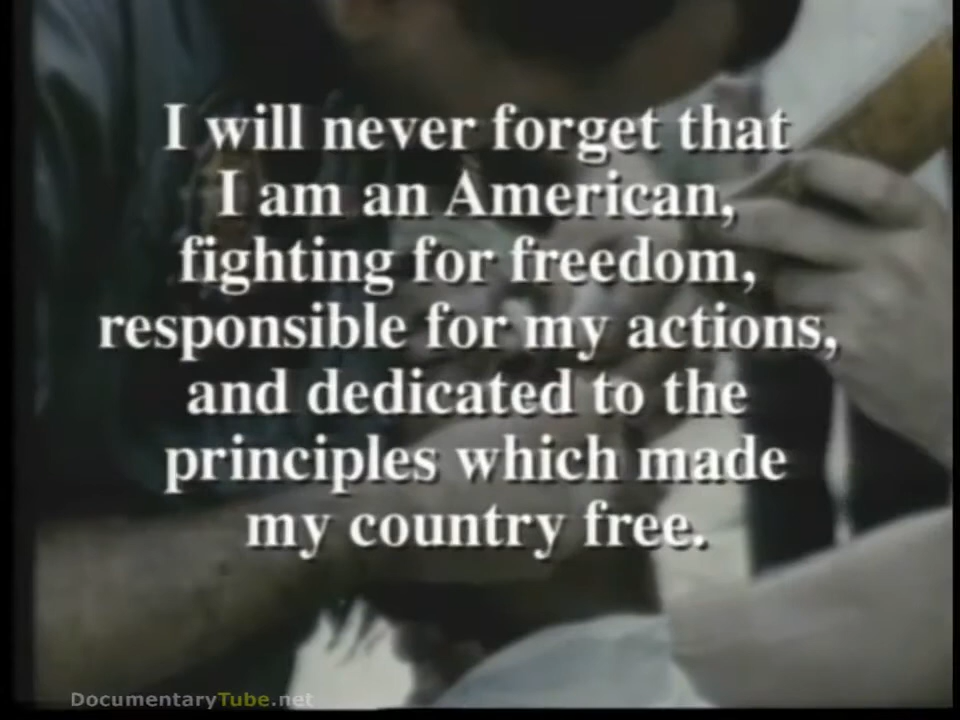 I will never forget that
I am an American,
fighting for freedom,
responsible for my actions,
and dedicated to the
principles which made
my country free.
DocumentaryTube.net